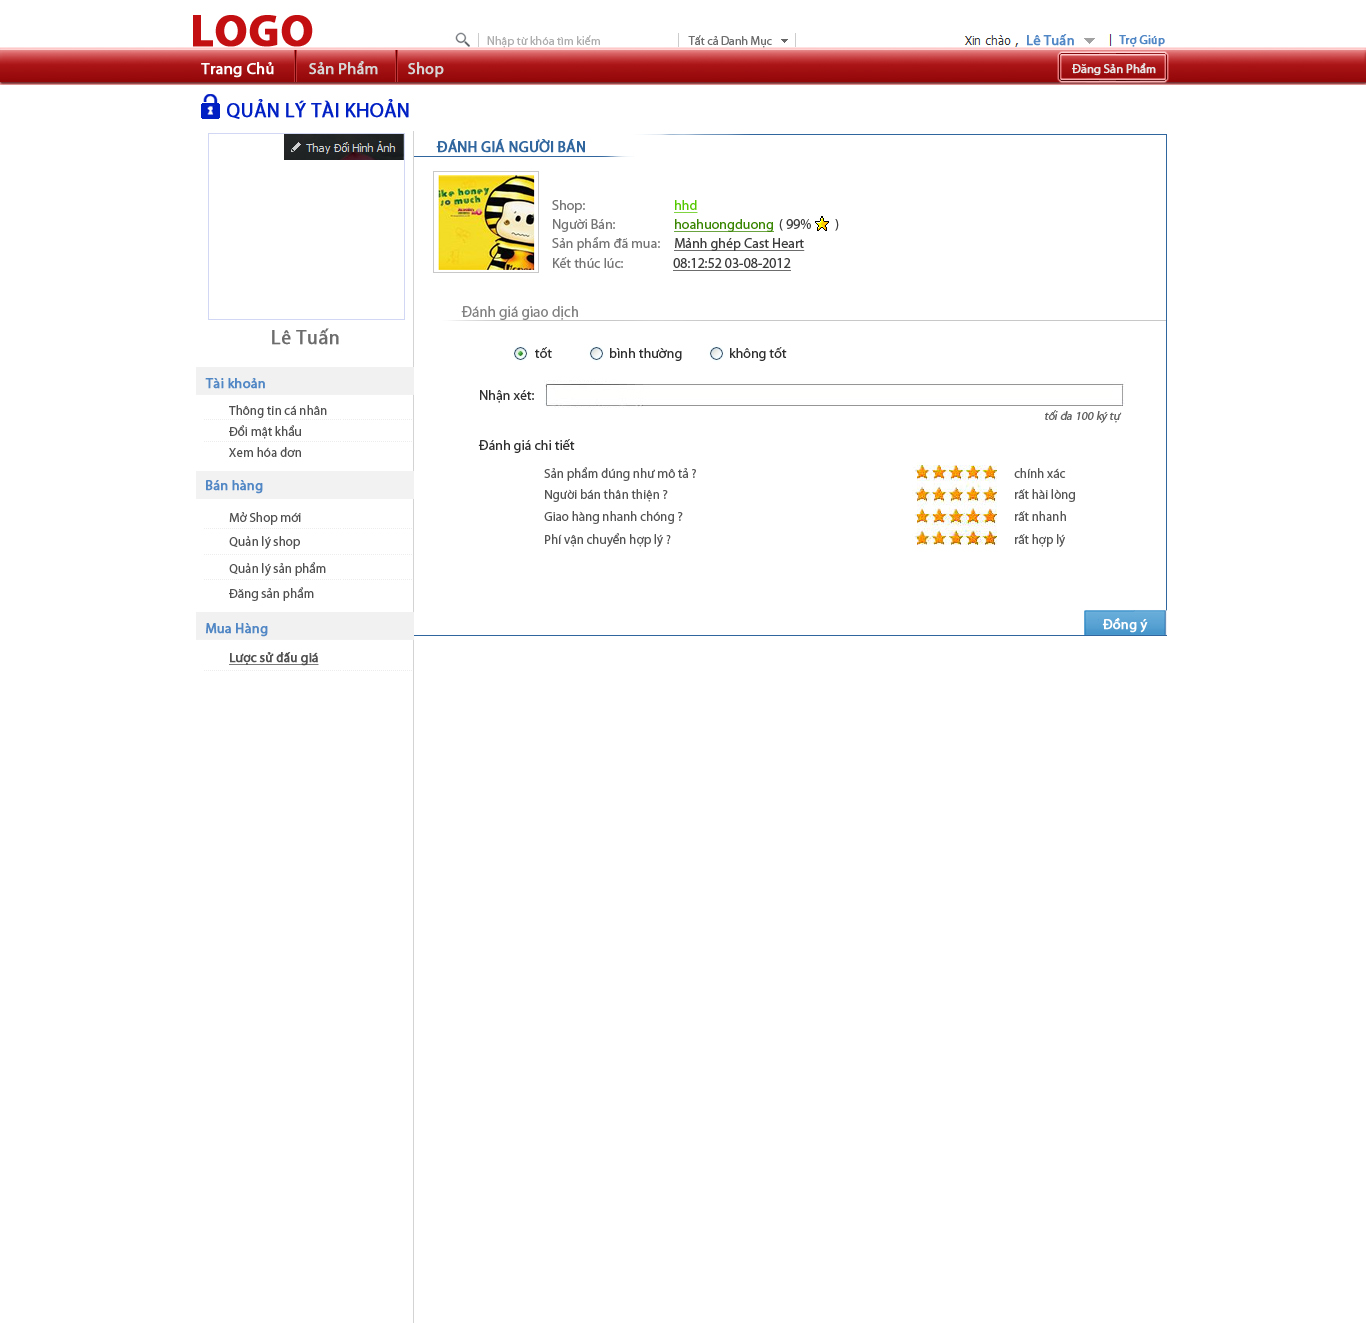 LOGO
Nhập từ khóa tìm kiếm
Tất cả Danh Mục
Xin chào , Lê Tuấn
Trợ Giúp
Trang Chủ
Sản Phẩm
Shop
Đăng Sản Phẩm
QUẢN LÝ TÀI KHOẢN
Thay Đổi Hình Ảnh
Lê Tuấn
Tài khoản
Thông tin cá nhân
Đổi mật khẩu
Xem hóa đơn
Bán hàng
Mở Shop mới
Quản lý shop
Quản lý sản phẩm
Đăng sản phẩm
Mua Hàng
Lược sử đấu giá
ĐÁNH GIÁ NGƯỜI BÁN
ike honey
so much
Shop: hhd
Người Bán: hoahuongduong ( 99% )
Sản phẩm đã mua: Mảnh ghép Cast Heart
Kết thúc lúc: 08:12:52 03-08-2012
Đánh giá giao dịch
tốt
bình thường
không tốt
Nhận xét:
tối đa 100 ký tự
Đánh giá chi tiết
Sản phẩm đúng như mô tả ? chính xác
Người bán thân thiện ? rất hài lòng
Giao hàng nhanh chóng ? rất nhanh
Phí vận chuyển hợp lý ? rất hợp lý
Đồng ý